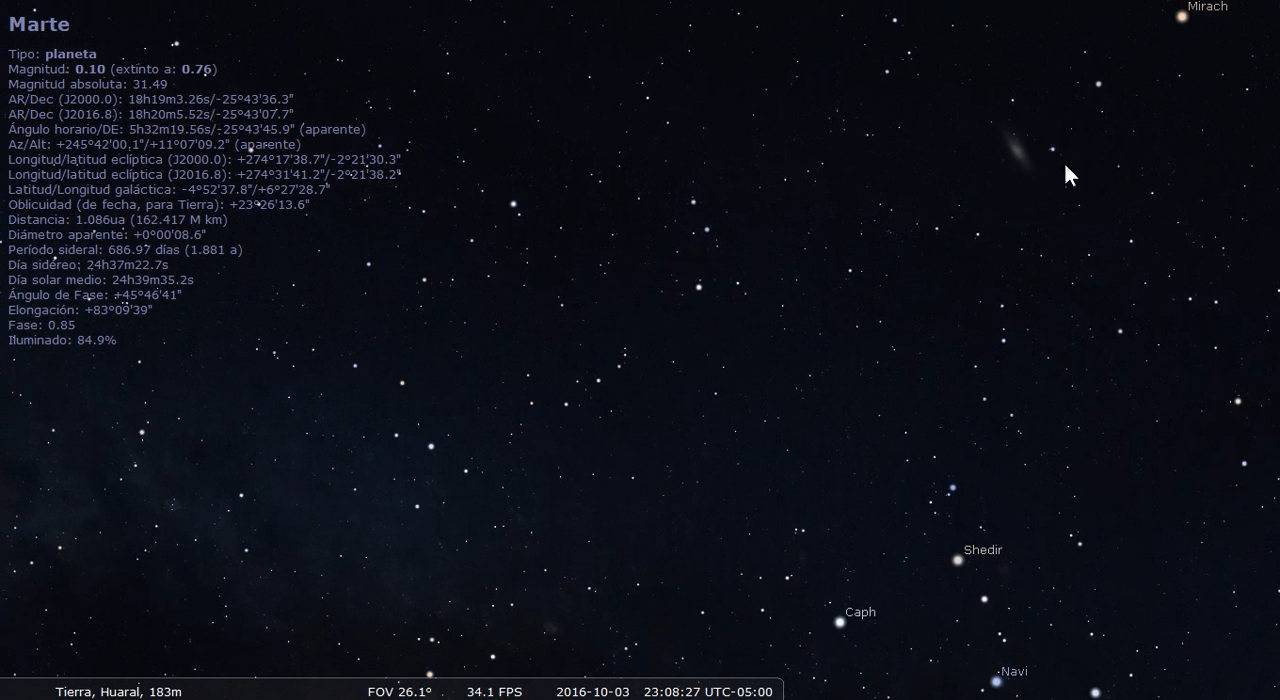 Marte
Mirach
Tipo: planeta
Magnitud: 0.10 (extinto a: 0.76)
Magnitud absoluta: 31.49
AR/Dec (J2000.0): 18h19m3.26s/-25°43'36.3"
AR/Dec (J2016.8): 18h20m5.52s/-25°43'07.7"
Ángulo horario/DE: 5h32m19.56s/-25°43'45.9" (aparente)
Az/Alt: +245°42'00.1"/+11°07'09.2" (aparente)
Longitud/latitud eclíptica (J2000.0): +274°17'38.7"/-2°21'30.3"
Longitud/latitud eclíptica (J2016.8): +274°31'41.2"/-2°21'38.2"
Latitud/Longitud galáctica: -4°52'37.8"/+6°27'28.7"
Oblicuidad (de fecha, para Tierra): +23°26'13.6"
Distancia: 1.086ua (162.417 M km)
Diámetro aparente: +0°00'08.6"
Período sideral: 686.97 días (1.881 a)
Día sidéreo: 24h37m22.7s
Día solar medio: 24h39m35.2s
Ángulo de Fase: +45°46'41"
Elongación: +83°09'39"
Fase: 0.85
Iluminado: 84.9%
Shedir
Caph
Navi
Tierra, Huaral, 183m FOV 26.1° 34.1 FPS 2016-10-03 23:08:27 UTC-05:00